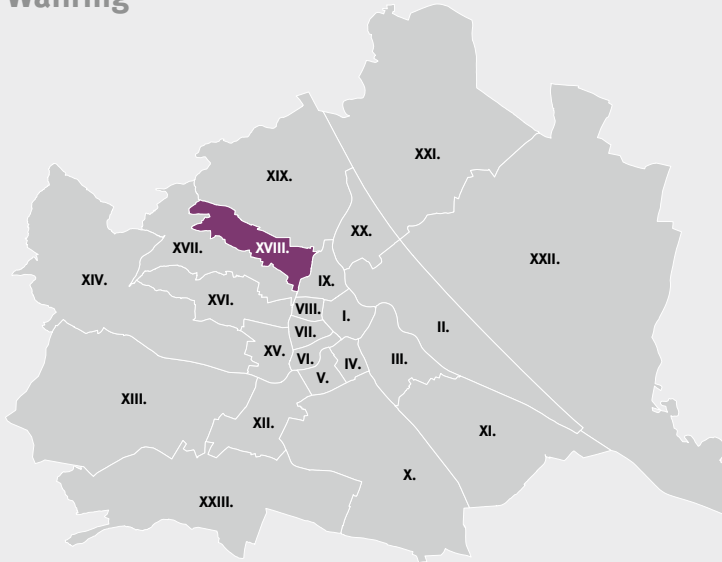 Währing
XXI.
XIX.
XX.
XVIII.
XVII.
XXII.
XIV.
IX.
XVI.
VIII.
I.
II.
VII.
XV.
VI.
IV.
III.
V.
XIII.
XII.
XI.
X.
XXIII.